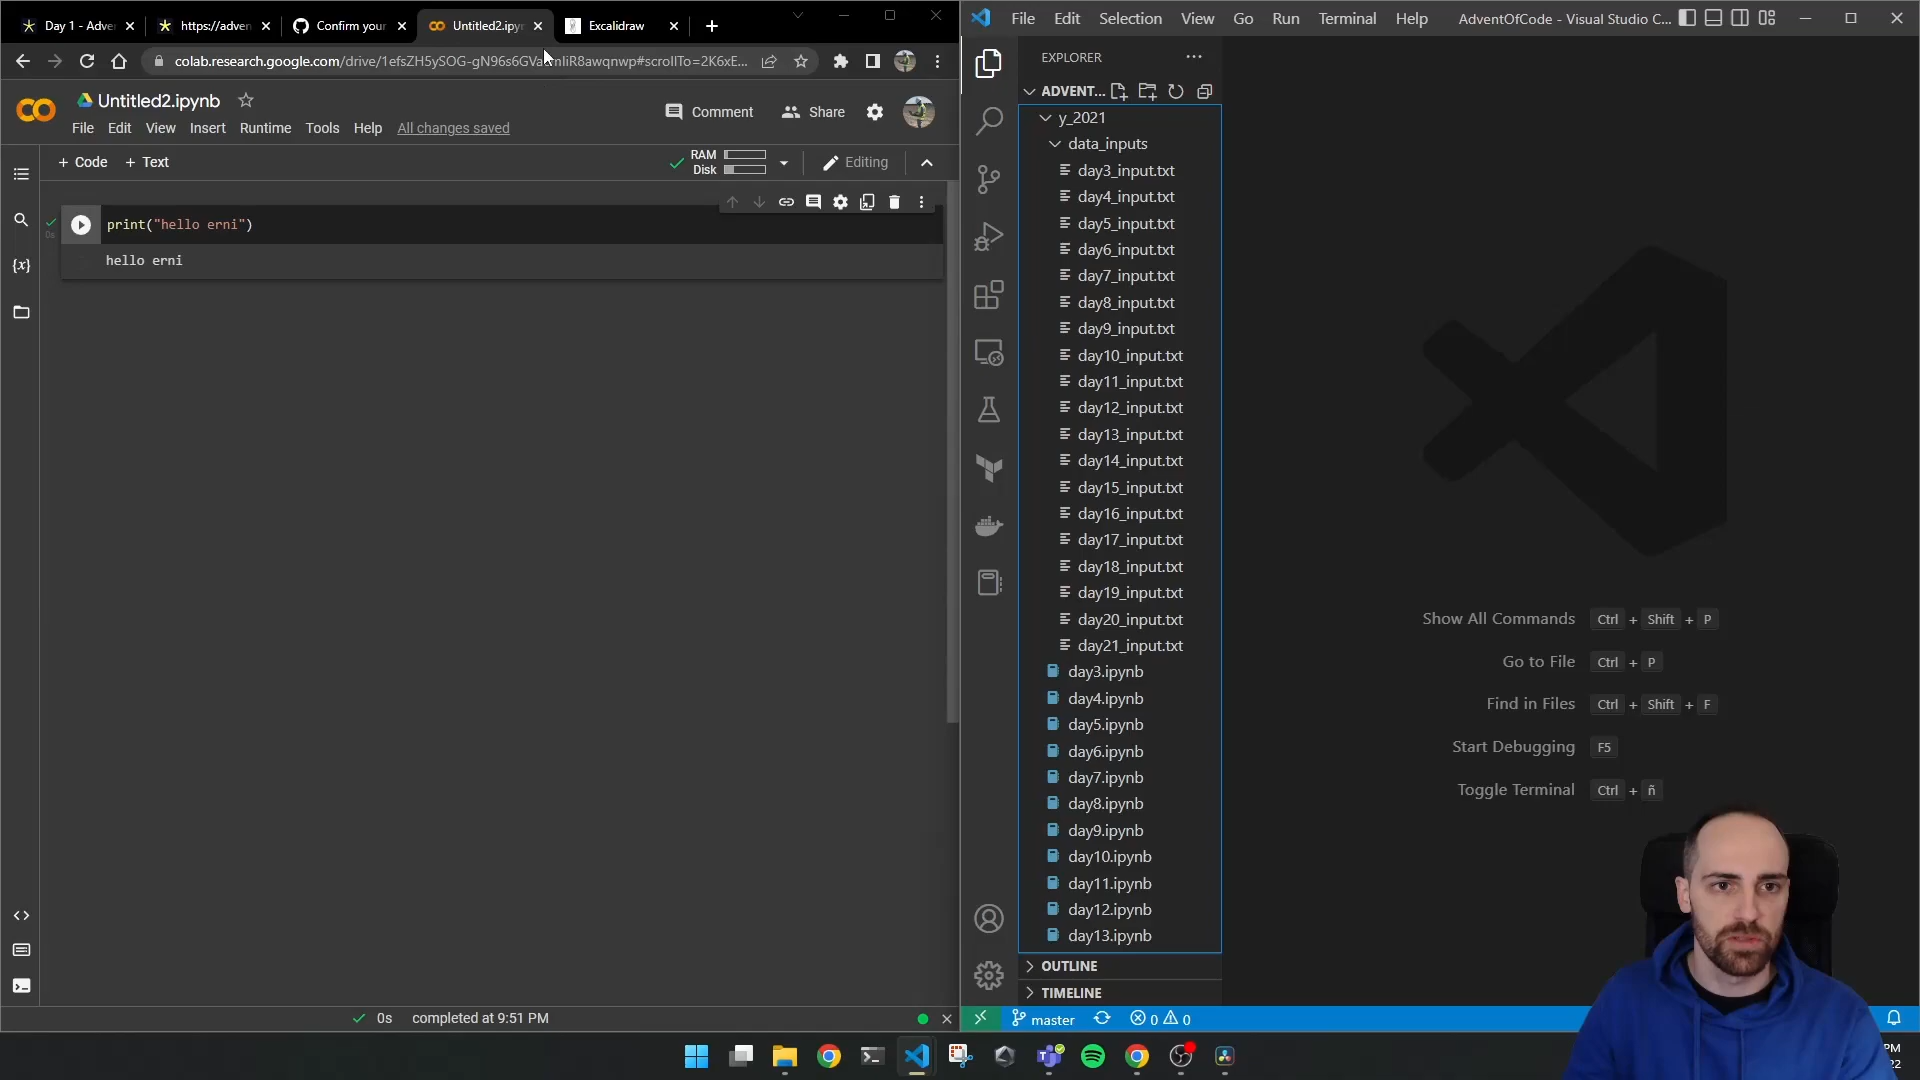 Day 1 - Adve
https://adven
Confirm your
Untitled2.ipyn
Excalidraw
colab.research.google.com/drive/1efsZH5ySOG-gN96s6GVa
Untitled2.ipynb
Comment
Share
File Edit View Insert Runtime Tools Help All changes saved
+ Code + Text
RAM
Disk
Editing
print("hello erni")
0s
hello erni
{x}
0s completed at 9:51 PM
File Edit Selection View Go Run Terminal Help
AdventOfCode - Visual Studio C...
EXPLORER
ADVENT...
y_2021
data_inputs
day3_input.txt
day4_input.txt
day5_input.txt
day6_input.txt
day7_input.txt
day8_input.txt
day9_input.txt
day10_input.txt
day11_input.txt
day12_input.txt
day13_input.txt
day14_input.txt
day15_input.txt
day16_input.txt
day17_input.txt
day18_input.txt
day19_input.txt
day20_input.txt
day21_input.txt
day3.ipynb
day4.ipynb
day5.ipynb
day6.ipynb
day7.ipynb
day8.ipynb
day9.ipynb
day10.ipynb
day11.ipynb
day12.ipynb
day13.ipynb
OUTLINE
TIMELINE
Show All Commands Ctrl + Shift + P
Go to File Ctrl + P
Find in Files Ctrl + Shift + F
Start Debugging F5
Toggle Terminal Ctrl + ñ
master
0
0
PM
22